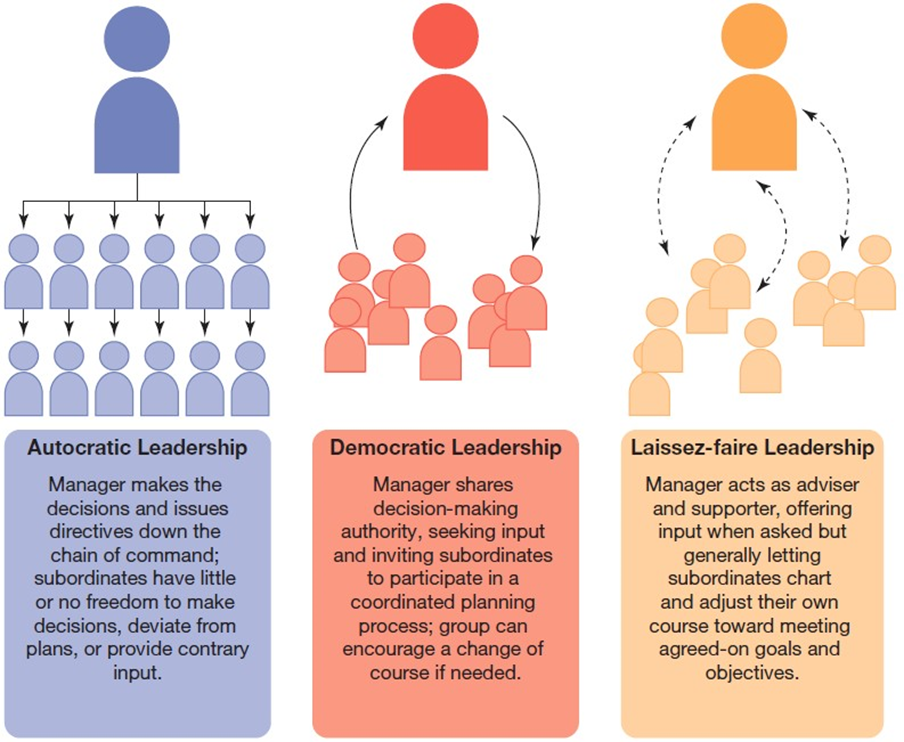 Autocratic Leadership
Manager makes the
decisions and issues
directives down the
chain of command;
subordinates have little
or no freedom to make
decisions, deviate from
plans, or provide contrary
input.
Democratic Leadership
Manager shares
decision-making
authority, seeking input
and inviting subordinates
to participate in a
coordinated planning
process; group can
encourage a change of
course if needed.
Laissez-faire Leadership
Manager acts as adviser
and supporter, offering
input when asked but
generally letting
subordinates chart
and adjust their own
course toward meeting
agreed-on goals and
objectives.